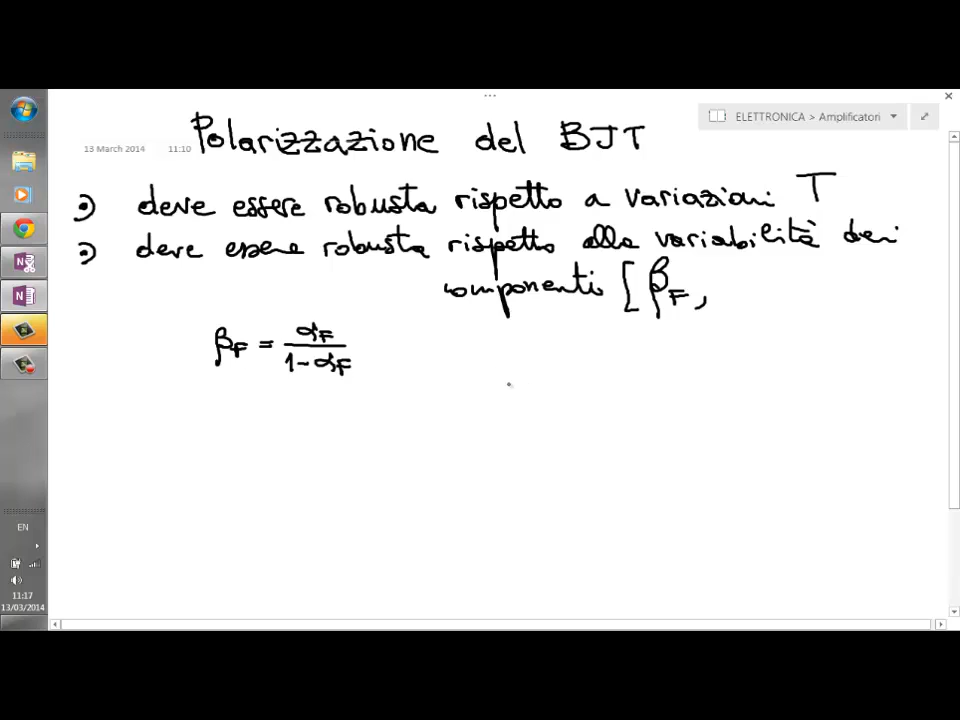 ELETTRONICA > Amplificatori
13 March 2014 11:10
Polarizzazione del BJT
deve essere robusta rispetto a variazioni T
deve essere robusta rispetto alla variabilità dei
componenti [ βF,
βF = αF / 1-αF
EN
11:17
13/03/2014